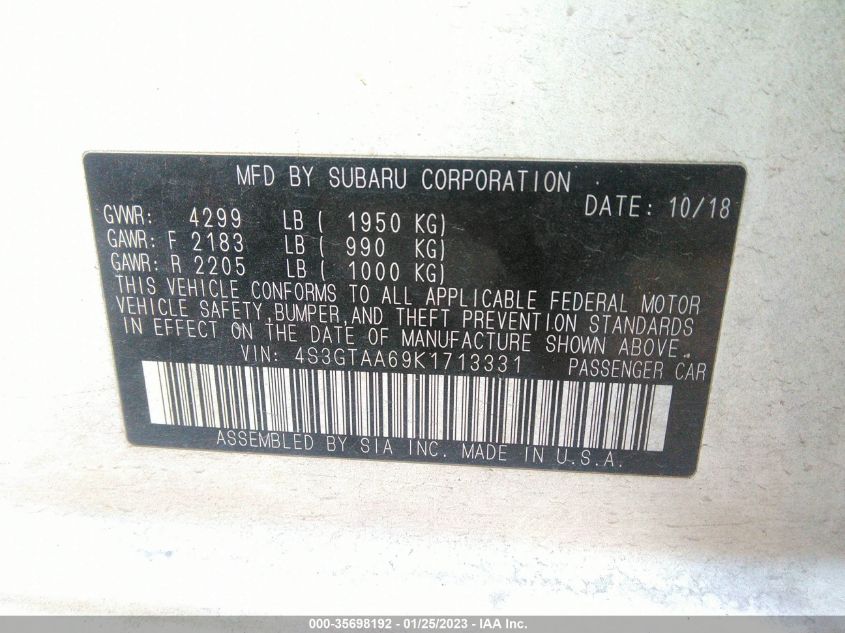 MFD BY SUBARU CORPORATION
DATE: 10/18
GVWR: 4299 LB ( 1950 KG)
GAWR: F 2183 LB ( 990 KG)
GAWR: R 2205 LB ( 1000 KG)
THIS VEHICLE CONFORMS TO ALL APPLICABLE FEDERAL MOTOR
VEHICLE SAFETY, BUMPER, AND THEFT PREVENTION STANDARDS
IN EFFECT ON THE DATE OF MANUFACTURE SHOWN ABOVE.
VIN: 4S3GTAA69K1713331 PASSENGER CAR
ASSEMBLED BY SIA INC. MADE IN U.S.A.
000-35698192 - 01/25/2023 - IAA Inc.